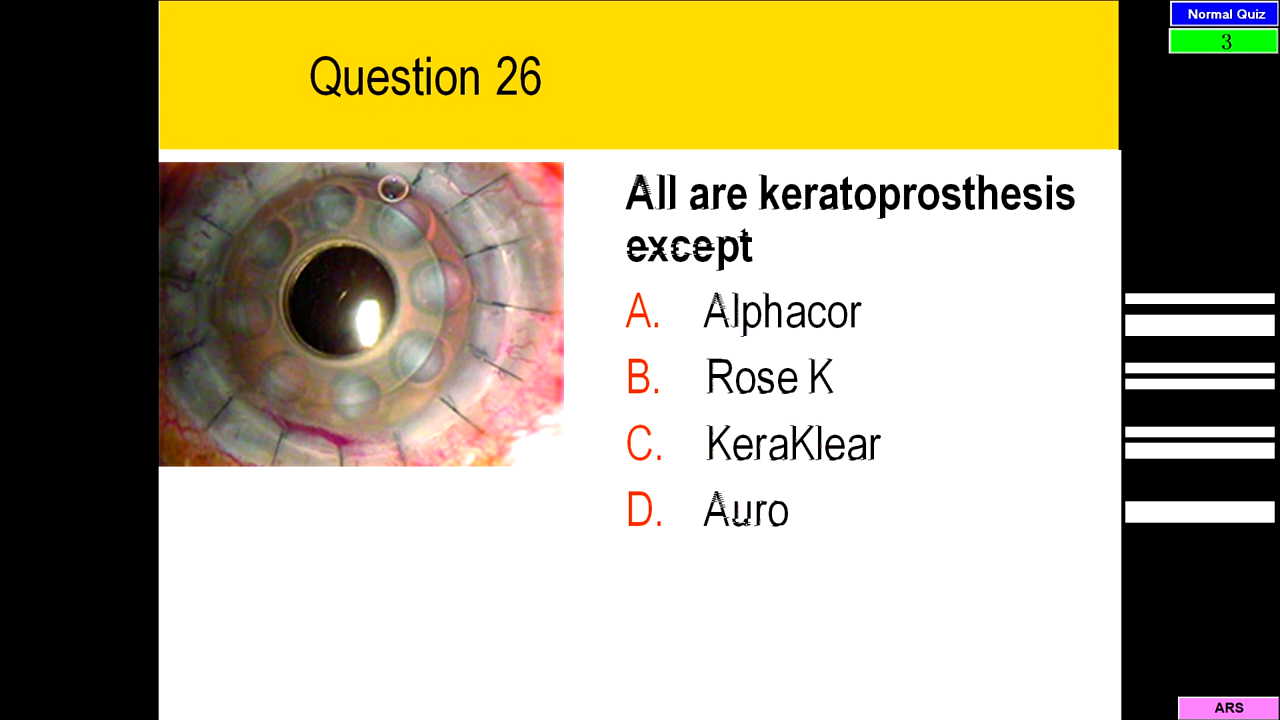 Normal Quiz
3
Question 26
All are keratoprosthesis
except
A. Alphacor
B. Rose K
C. KeraKlear
D. Auro
ARS